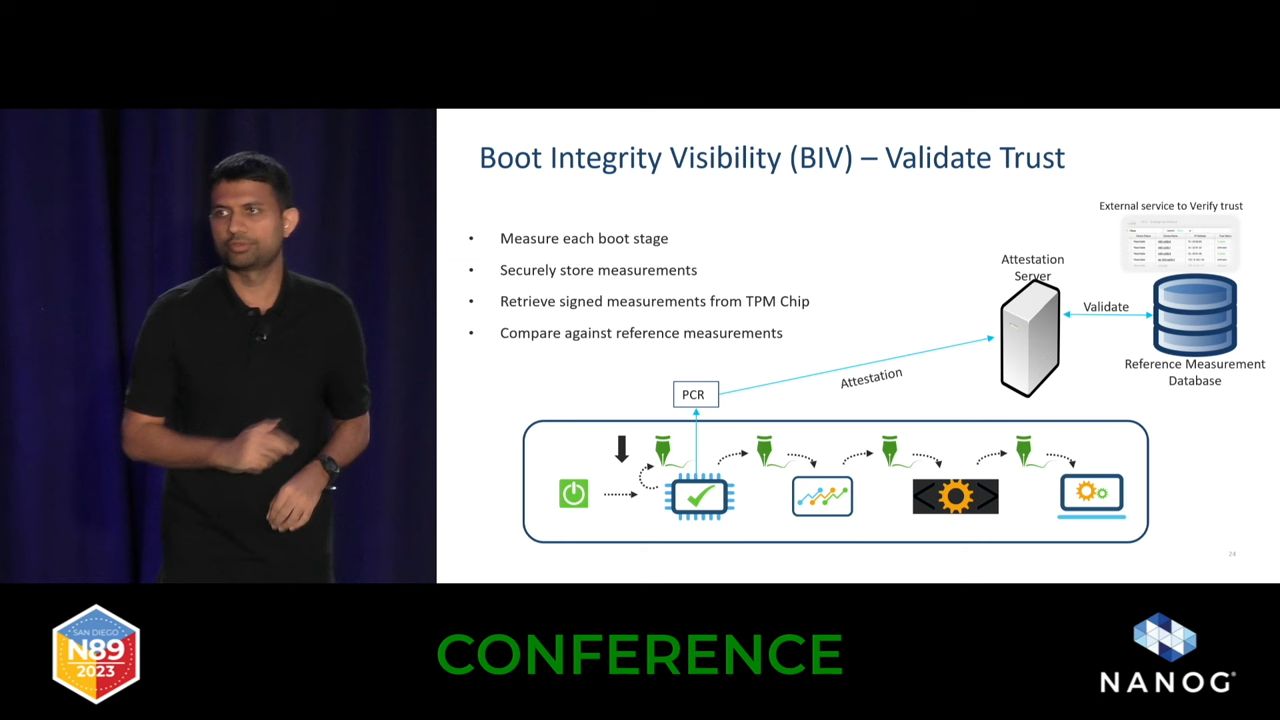 Boot Integrity Visibility (BIV) – Validate Trust
• Measure each boot stage
• Securely store measurements
• Retrieve signed measurements from TPM Chip
• Compare against reference measurements
External service to Verify trust
Attestation
Server
Validate
Reference Measurement
Database
Attestation
PCR
24
SAN DIEGO
N89
2023
CONFERENCE
NANOG®